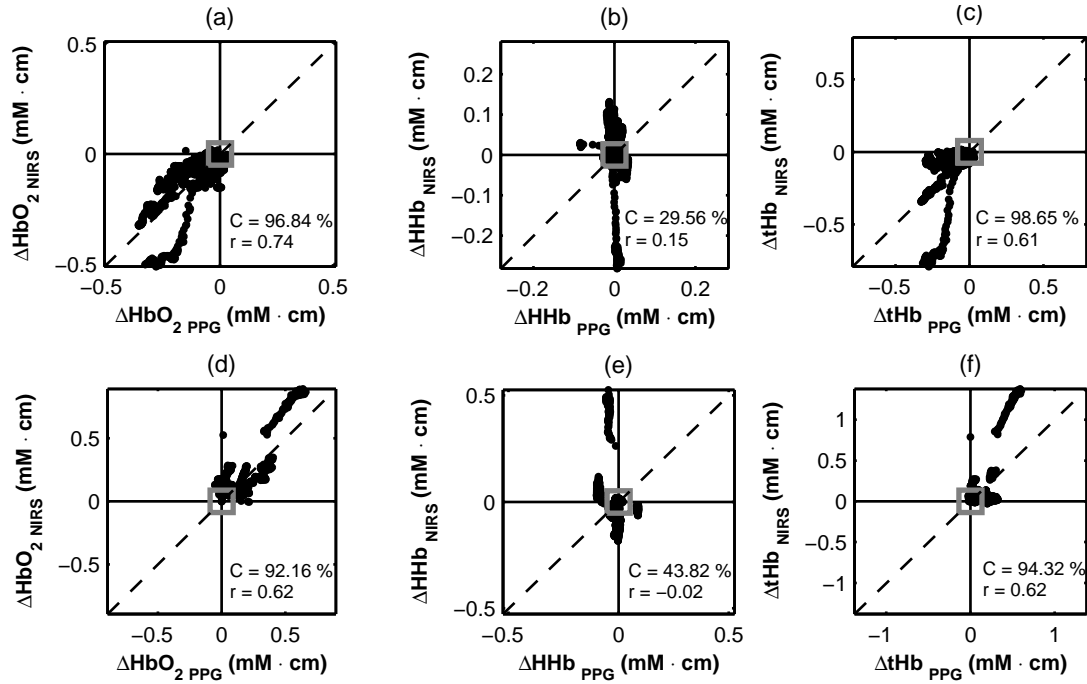 (a)
0.5
0
−0.5
−0.5 0 0.5
ΔHbO2 NIRS (mM · cm)
ΔHbO2 PPG (mM · cm)
C = 96.84 %
r = 0.74
(b)
0.2
0.1
0
−0.1
−0.2
−0.2 0 0.2
ΔHHb NIRS (mM · cm)
ΔHHb PPG (mM · cm)
C = 29.56 %
r = 0.15
(c)
0.5
0
−0.5
−0.5 0 0.5
ΔtHb NIRS (mM · cm)
ΔtHb PPG (mM · cm)
C = 98.65 %
r = 0.61
(d)
0.5
0
−0.5
−0.5 0 0.5
ΔHbO2 NIRS (mM · cm)
ΔHbO2 PPG (mM · cm)
C = 92.16 %
r = 0.62
(e)
0.5
0
−0.5
−0.5 0 0.5
ΔHHb NIRS (mM · cm)
ΔHHb PPG (mM · cm)
C = 43.82 %
r = −0.02
(f)
1
0.5
0
−0.5
−1
−1 0 1
ΔtHb NIRS (mM · cm)
ΔtHb PPG (mM · cm)
C = 94.32 %
r = 0.62